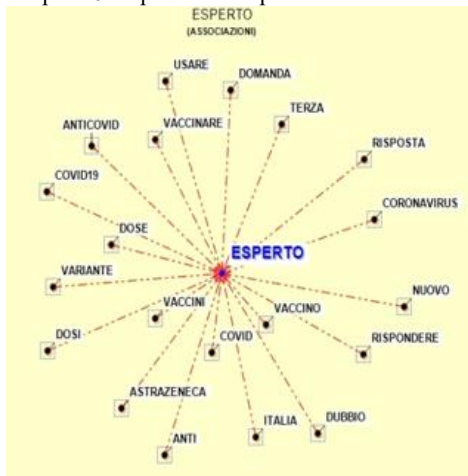 ESPERTO
(ASSOCIAZIONI)
USARE
DOMANDA
TERZA
ANTICOVID
VACCINARE
RISPOSTA
COVID19
CORONAVIRUS
DOSE
ESPERTO
VARIANTE
NUOVO
VACCINI
VACCINO
DOSI
COVID
RISPONDERE
ASTRAZENECA
ITALIA
DUBBIO
ANTI